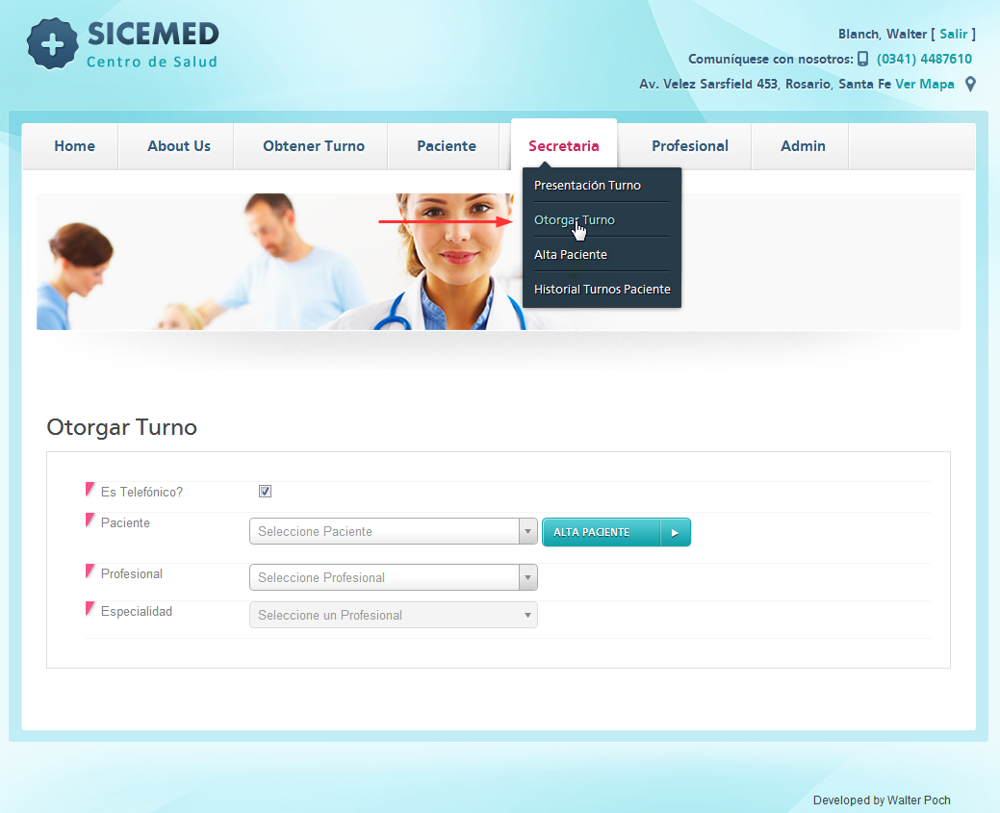 SICEMED
Centro de Salud
Blanch, Walter [ Salir ]
Comuníquese con nosotros: (0341) 4487610
Av. Velez Sarsfield 453, Rosario, Santa Fe Ver Mapa
Home About Us Obtener Turno Paciente Secretaria Profesional Admin
Presentación Turno
Otorgar Turno
Alta Paciente
Historial Turnos Paciente
Otorgar Turno
Es Telefónico?
Paciente Seleccione Paciente ALTA PACIENTE
Profesional Seleccione Profesional
Especialidad Seleccione un Profesional
Developed by Walter Poch